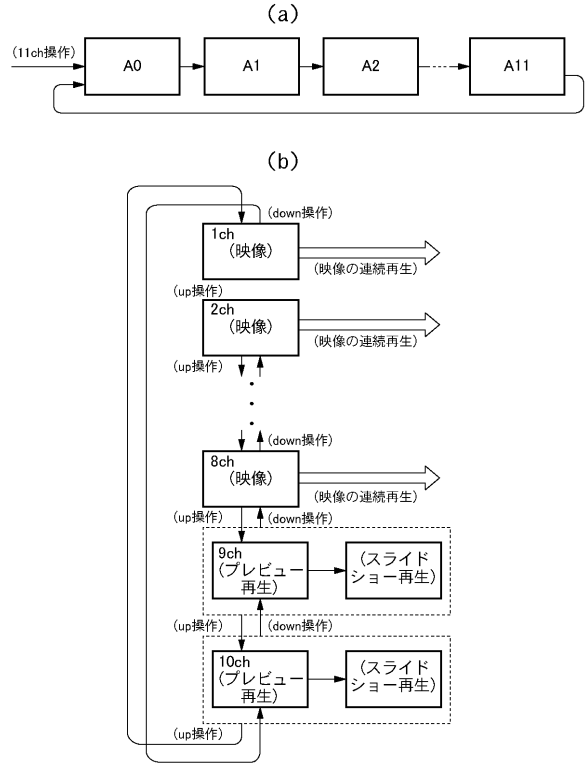 (a)
(11ch操作)
A0
A1
A2
A11
(b)
(down操作)
1ch
(映像)
(映像の連続再生)
(up操作)
2ch
(映像)
(映像の連続再生)
(up操作)
(down操作)
8ch
(映像)
(映像の連続再生)
(up操作)
(down操作)
9ch
(プレビュー
再生)
(スライド
ショー再生)
(up操作)
(down操作)
10ch
(プレビュー
再生)
(スライド
ショー再生)
(up操作)